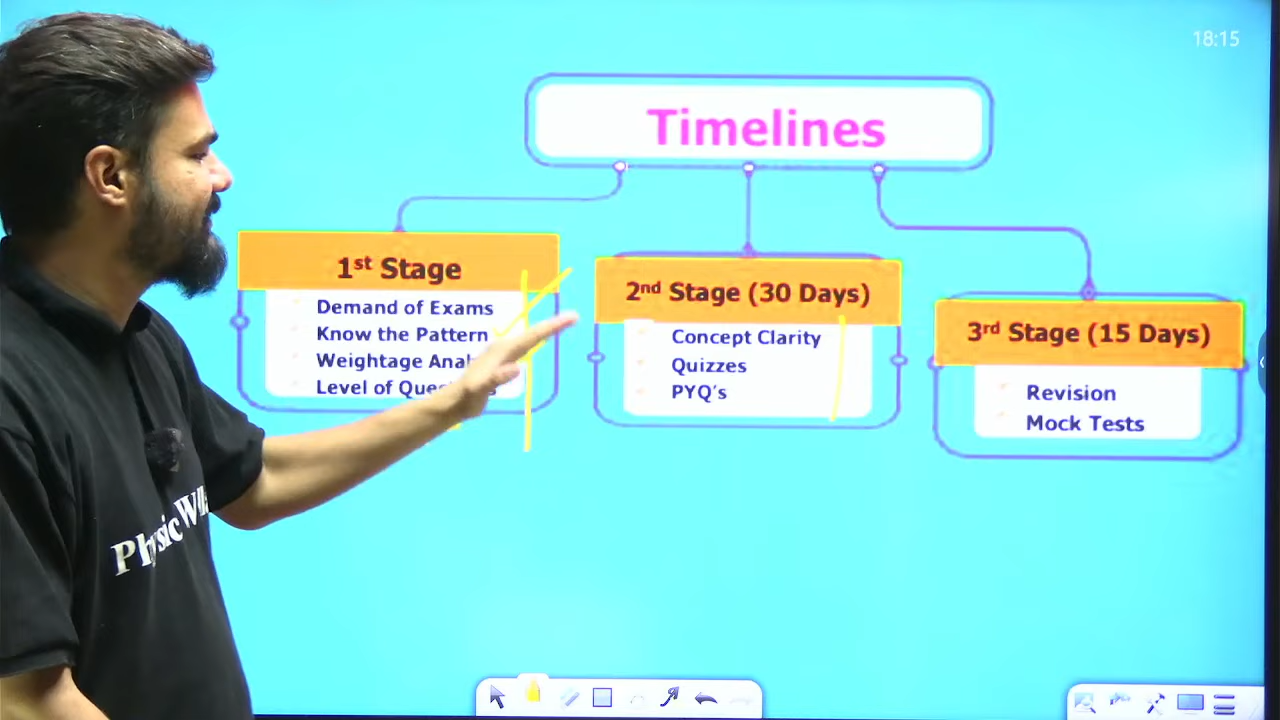 18:15
Timelines
1st Stage
Demand of Exams
Know the Pattern
Weightage
Level of
2nd Stage (30 Days)
Concept Clarity
Quizzes
PYQ's
3rd Stage (15 Days)
Revision
Mock Tests